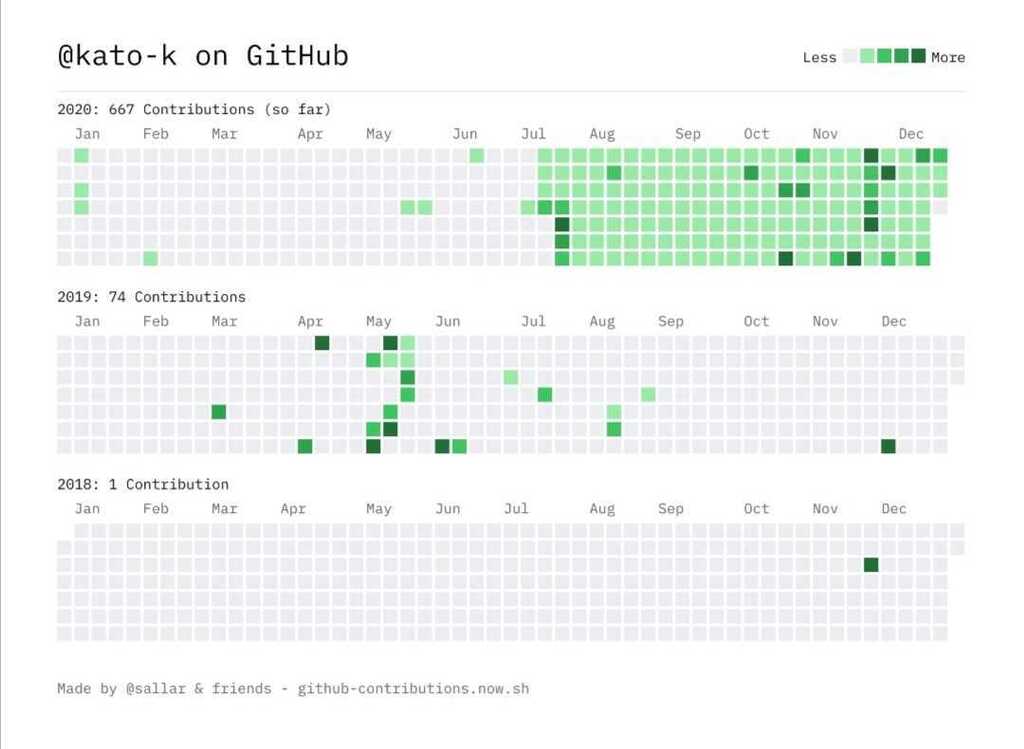 @kato-k on GitHub
Less More
2020: 667 Contributions (so far)
Jan Feb Mar Apr May Jun Jul Aug Sep Oct Nov Dec
2019: 74 Contributions
Jan Feb Mar Apr May Jun Jul Aug Sep Oct Nov Dec
2018: 1 Contribution
Jan Feb Mar Apr May Jun Jul Aug Sep Oct Nov Dec
Made by @sallar & friends - github-contributions.now.sh